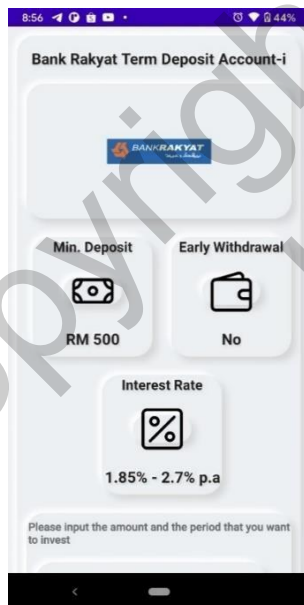 8:56
44%
Bank Rakyat Term Deposit Account-i
BANKRAKYAT
Min. Deposit
Early Withdrawal
RM 500
No
Interest Rate
1.85% - 2.7% p.a
Please input the amount and the period that you want
to invest